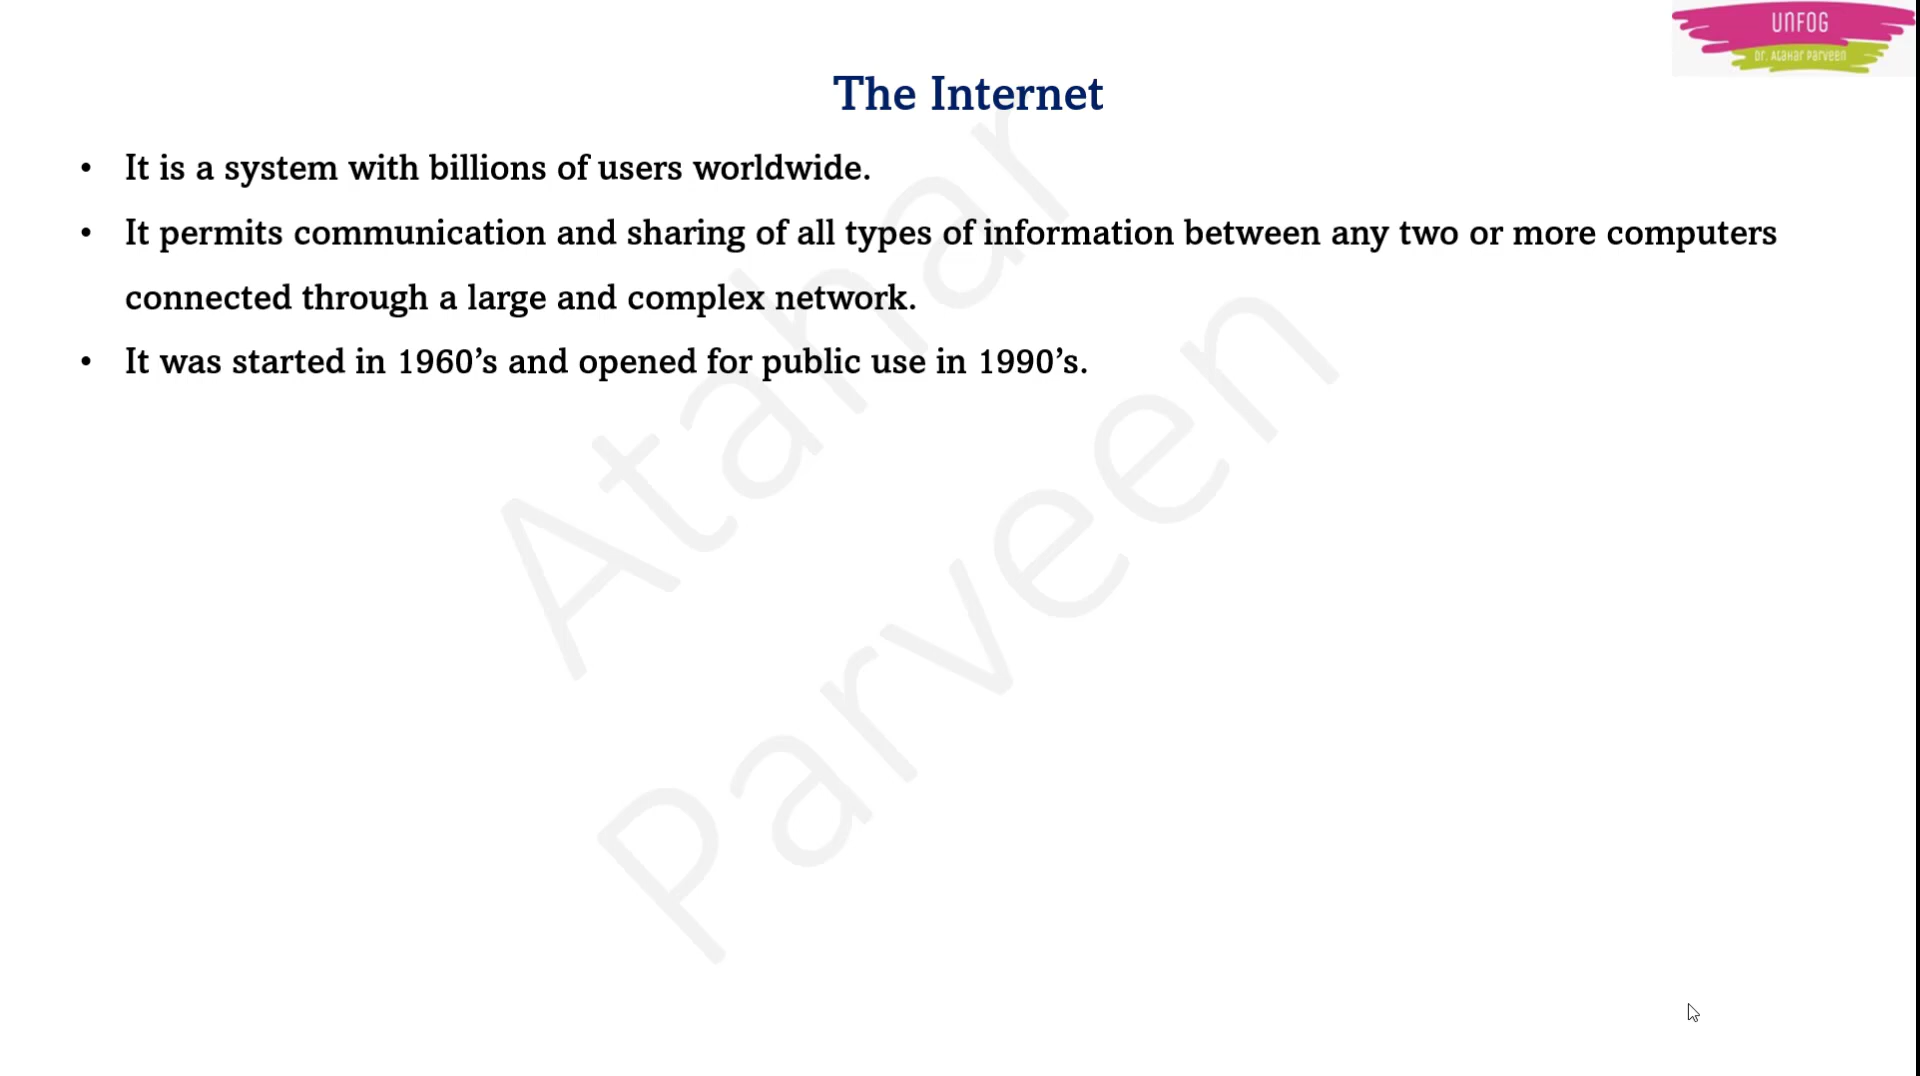 UNFOG
Dr. Atahar Parveen
The Internet
• It is a system with billions of users worldwide.
• It permits communication and sharing of all types of information between any two or more computers
connected through a large and complex network.
• It was started in 1960’s and opened for public use in 1990’s.
Atahar
Parveen